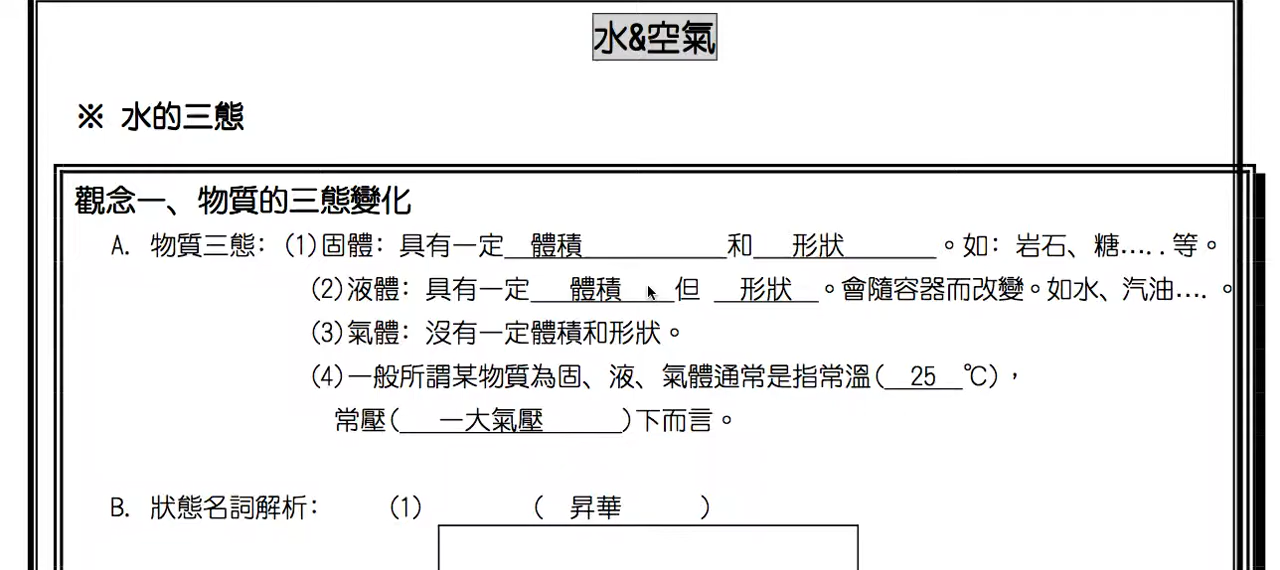 水&空氣
※ 水的三態
觀念一、物質的三態變化
A. 物質三態：(1)固體：具有一定 體積 和 形狀 。如：岩石、糖.....等。
(2)液體：具有一定 體積 但 形狀 。會隨容器而改變。如水、汽油....。
(3)氣體：沒有一定體積和形狀。
(4)一般所謂某物質為固、液、氣體通常是指常溫( 25 ℃)，
常壓( 一大氣壓 )下而言。
B. 狀態名詞解析： (1) ( 昇華 )